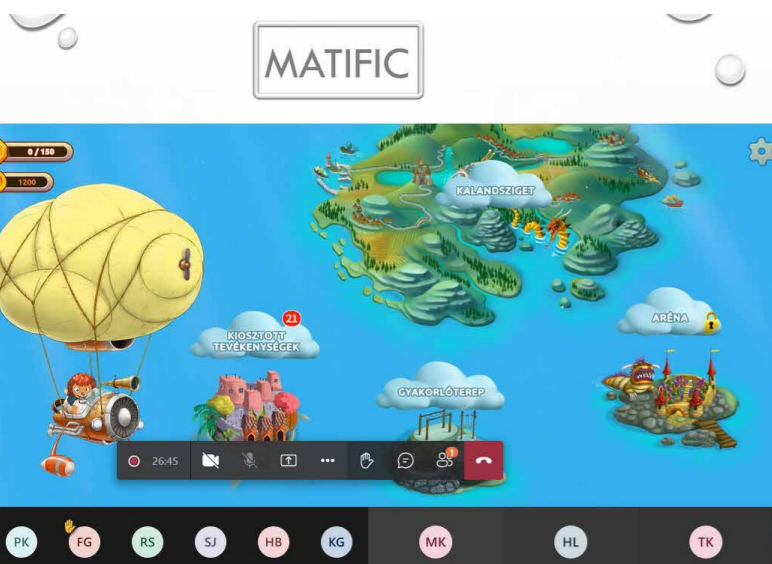 MATIFIC
0 / 150
1200
KALANDSZIGET
21
KIOSZTOTT
TEVÉKENYSÉGEK
ARÉNA
GYAKORLÓTEREP
26:45
1
PK FG RS SJ HB KG MK HL TK